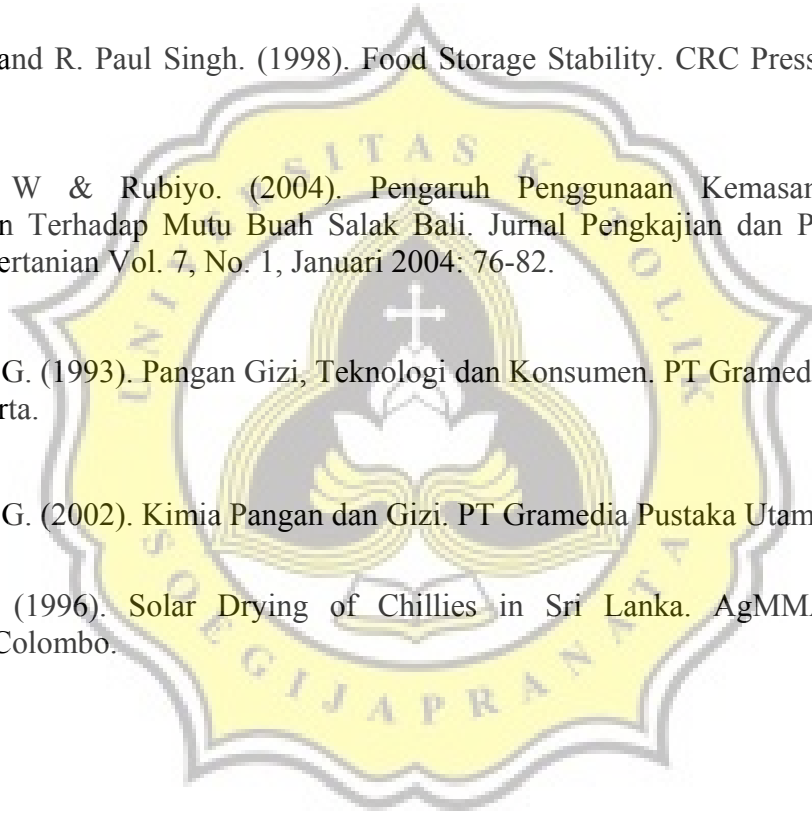 and R. Paul Singh. (1998). Food Storage Stability. CRC Press
W & Rubiyo. (2004). Pengaruh Penggunaan Kemasan
n Terhadap Mutu Buah Salak Bali. Jurnal Pengkajian dan P
ertanian Vol. 7, No. 1, Januari 2004: 76-82.
G. (1993). Pangan Gizi, Teknologi dan Konsumen. PT Gramed
rta.
G. (2002). Kimia Pangan dan Gizi. PT Gramedia Pustaka Utam
(1996). Solar Drying of Chillies in Sri Lanka. AgMM.
Colombo.
UNIVERSITAS KATOLIK
SOEGIJAPRANATA